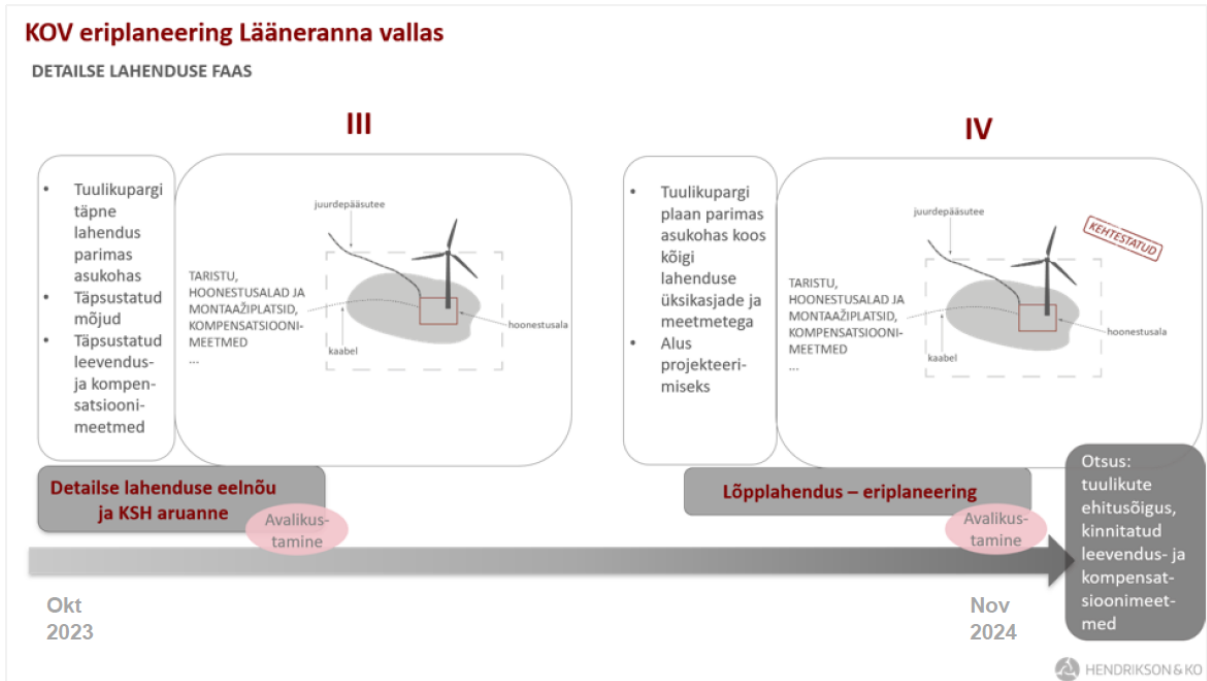 KOV eriplaneering Lääneranna vallas
DETAILSE LAHENDUSE FAAS
III
• Tuulikupargi
täpne
lahendus
parimas
asukohas
• Täpsustatud
mõjud
• Täpsustatud
leevendus-
ja kompen-
satsiooni-
meetmed
juurdepääsutee
TARISTU,
HOONESTUSALAD JA
MONTAAŽIPLATSID,
KOMPENSATSIOONI-
MEETMED
...
kaabel
hoonestusala
Detailse lahenduse eelnõu
ja KSH aruanne
Avalikus-
tamine
IV
• Tuulikupargi
plaan parimas
asukohas koos
kõigi
lahenduse
üksikasjade ja
meetmetega
• Alus
projekteeri-
miseks
juurdepääsutee
KEHTESTATUD
TARISTU,
HOONESTUSALAD JA
MONTAAŽIPLATSID,
KOMPENSATSIOONI-
MEETMED
...
kaabel
hoonestusala
Lõpplahendus – eriplaneering
Avalikus-
tamine
Otsus:
tuulikute
ehitusõigus,
kinnitatud
leevendus- ja
kompensat-
sioonimeet-
med
Okt
2023
Nov
2024
HENDRIKSON & KO